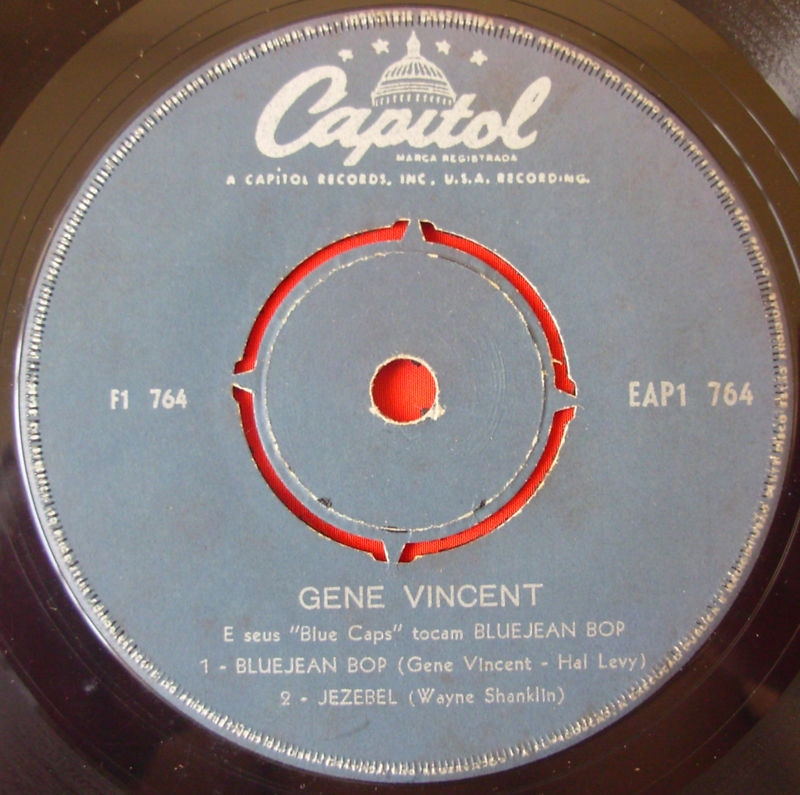 Capitol
MARCA REGISTRADA
A CAPITOL RECORDS, INC, U.S.A. RECORDING.
F1 764
EAP1 764
GENE VINCENT
E seus "Blue Caps" tocam BLUEJEAN BOP
1 - BLUEJEAN BOP (Gene Vincent - Hal Levy)
2 - JEZEBEL (Wayne Shanklin)